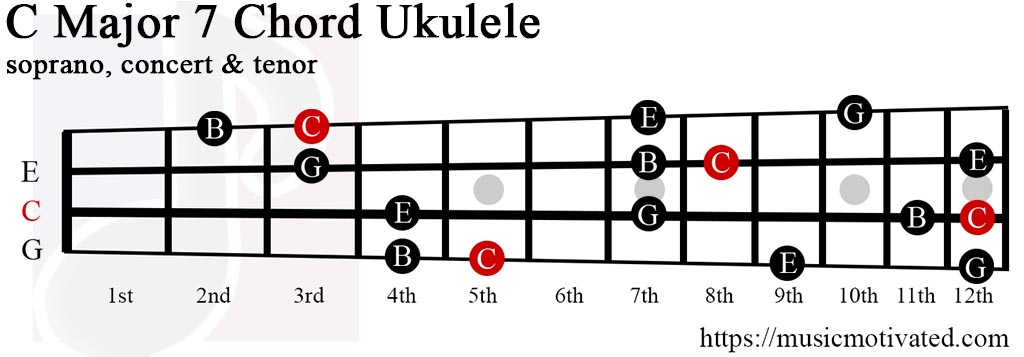 C Major 7 Chord Ukulele
soprano, concert & tenor
B C E G
E G B C E
C E G B C
G B C E G
1st 2nd 3rd 4th 5th 6th 7th 8th 9th 10th 11th 12th
https://musicmotivated.com